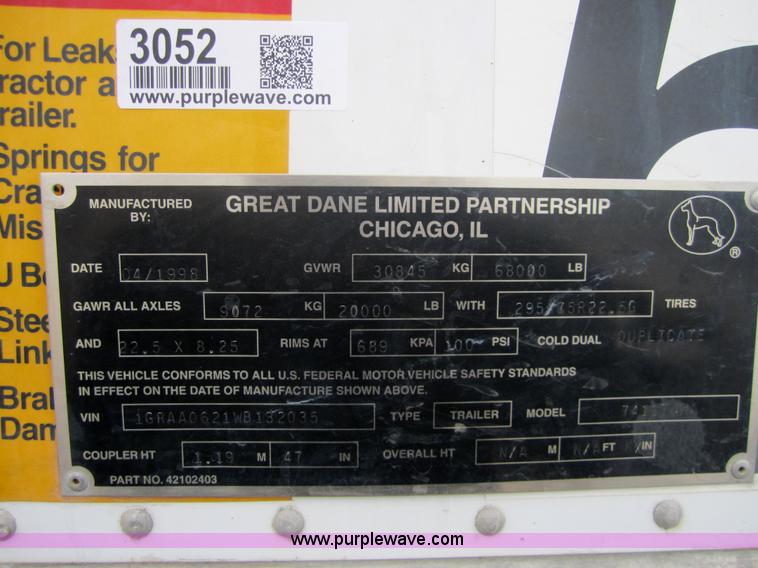 For Leaks
ractor a
railer.
3052
www.purplewave.com
Springs for
Cra
Mis
U Bo
Stee
Link
Bral
Dam
MANUFACTURED BY:
GREAT DANE LIMITED PARTNERSHIP
CHICAGO, IL
®
DATE 04/1998 GVWR 30845 KG 68000 LB
GAWR ALL AXLES 9072 KG 20000 LB WITH 295/75R22.5G TIRES
AND 22.5 X 8.25 RIMS AT 689 KPA 100 PSI COLD DUAL DUPLICATE
THIS VEHICLE CONFORMS TO ALL U.S. FEDERAL MOTOR VEHICLE SAFETY STANDARDS
IN EFFECT ON THE DATE OF MANUFACTURE SHOWN ABOVE.
VIN 1GRAA0621WB132035 TYPE TRAILER MODEL
COUPLER HT 1.19 M 47 IN OVERALL HT N/A M N/A FT IN
PART NO. 42102403
www.purplewave.com